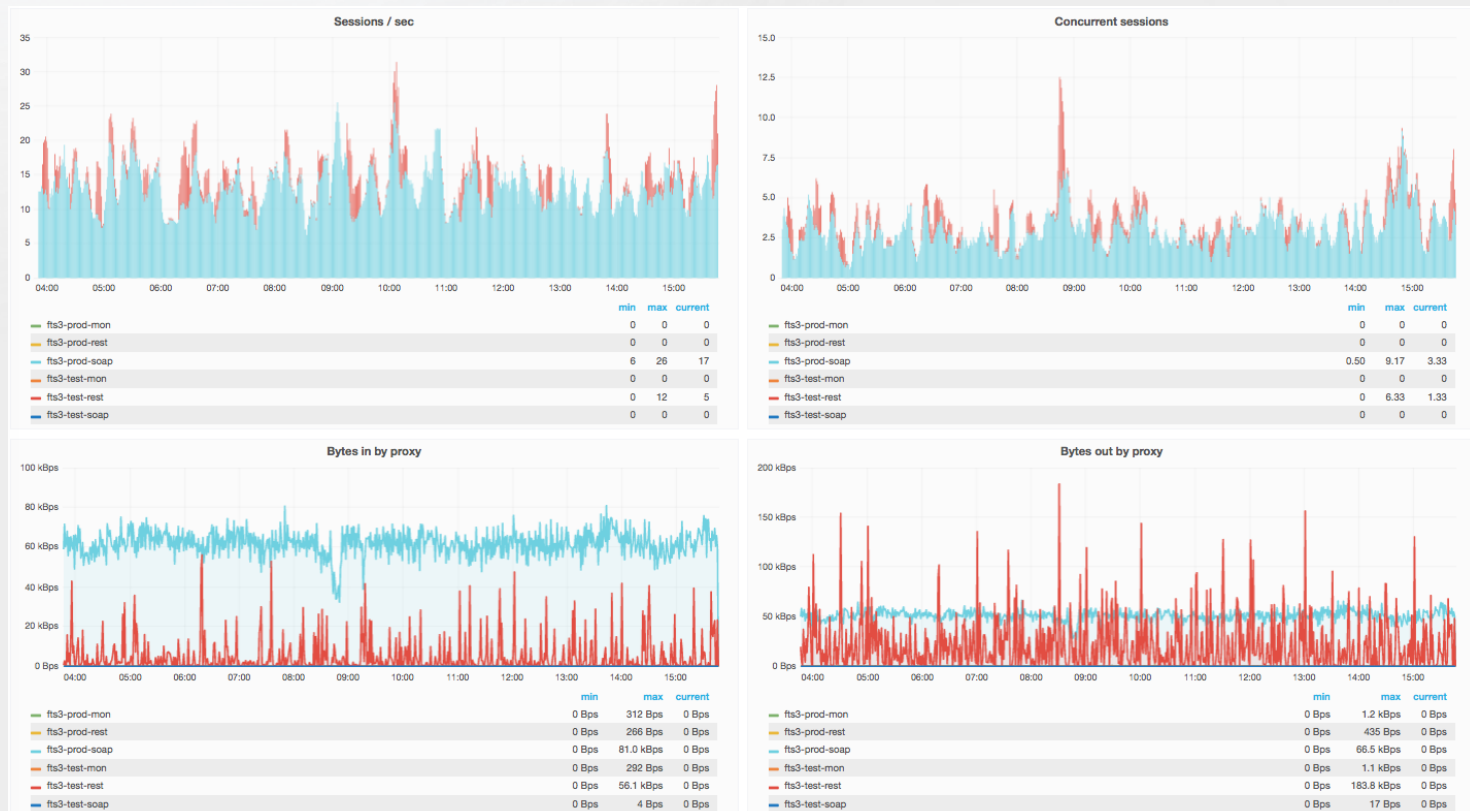 Sessions / sec
35
30
25
20
15
10
5
0
04:00 05:00 06:00 07:00 08:00 09:00 10:00 11:00 12:00 13:00 14:00 15:00
min max current
fts3-prod-mon 0 0 0
fts3-prod-rest 0 0 0
fts3-prod-soap 6 26 17
fts3-test-mon 0 0 0
fts3-test-rest 0 12 5
fts3-test-soap 0 0 0
Concurrent sessions
15.0
12.5
10.0
7.5
5.0
2.5
0
04:00 05:00 06:00 07:00 08:00 09:00 10:00 11:00 12:00 13:00 14:00 15:00
min max current
fts3-prod-mon 0 0 0
fts3-prod-rest 0 0 0
fts3-prod-soap 0.50 9.17 3.33
fts3-test-mon 0 0 0
fts3-test-rest 0 6.33 1.33
fts3-test-soap 0 0 0
Bytes in by proxy
100 kBps
80 kBps
60 kBps
40 kBps
20 kBps
0 Bps
04:00 05:00 06:00 07:00 08:00 09:00 10:00 11:00 12:00 13:00 14:00 15:00
min max current
fts3-prod-mon 0 Bps 312 Bps 0 Bps
fts3-prod-rest 0 Bps 266 Bps 0 Bps
fts3-prod-soap 0 Bps 81.0 kBps 0 Bps
fts3-test-mon 0 Bps 292 Bps 0 Bps
fts3-test-rest 0 Bps 56.1 kBps 0 Bps
fts3-test-soap 0 Bps 4 Bps 0 Bps
Bytes out by proxy
200 kBps
150 kBps
100 kBps
50 kBps
0 Bps
04:00 05:00 06:00 07:00 08:00 09:00 10:00 11:00 12:00 13:00 14:00 15:00
min max current
fts3-prod-mon 0 Bps 1.2 kBps 0 Bps
fts3-prod-rest 0 Bps 435 Bps 0 Bps
fts3-prod-soap 0 Bps 66.5 kBps 0 Bps
fts3-test-mon 0 Bps 1.1 kBps 0 Bps
fts3-test-rest 0 Bps 183.8 kBps 0 Bps
fts3-test-soap 0 Bps 17 Bps 0 Bps